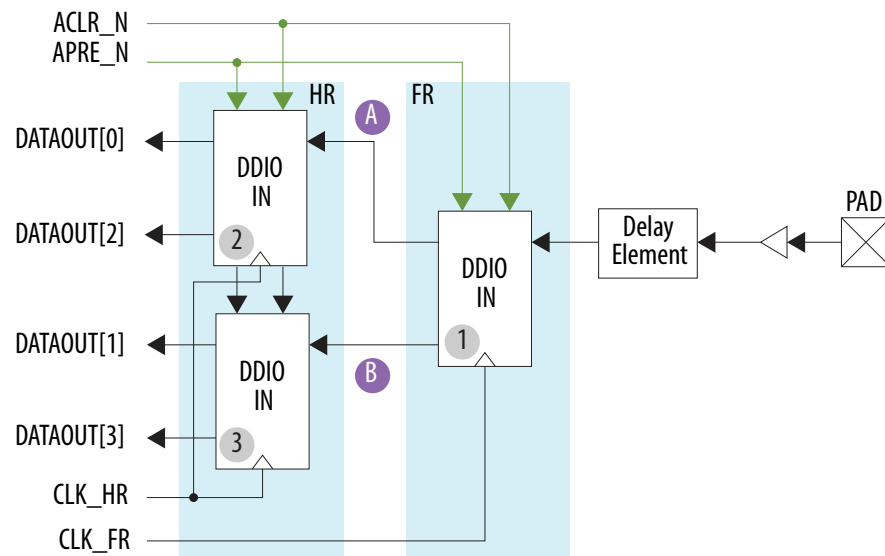 ACLR_N
APRE_N
HR
FR
A
DATAOUT[0]
DDIO
IN
DATAOUT[2]
2
PAD
Delay
Element
DDIO
IN
1
DATAOUT[1]
DDIO
IN
B
DATAOUT[3]
3
CLK_HR
CLK_FR